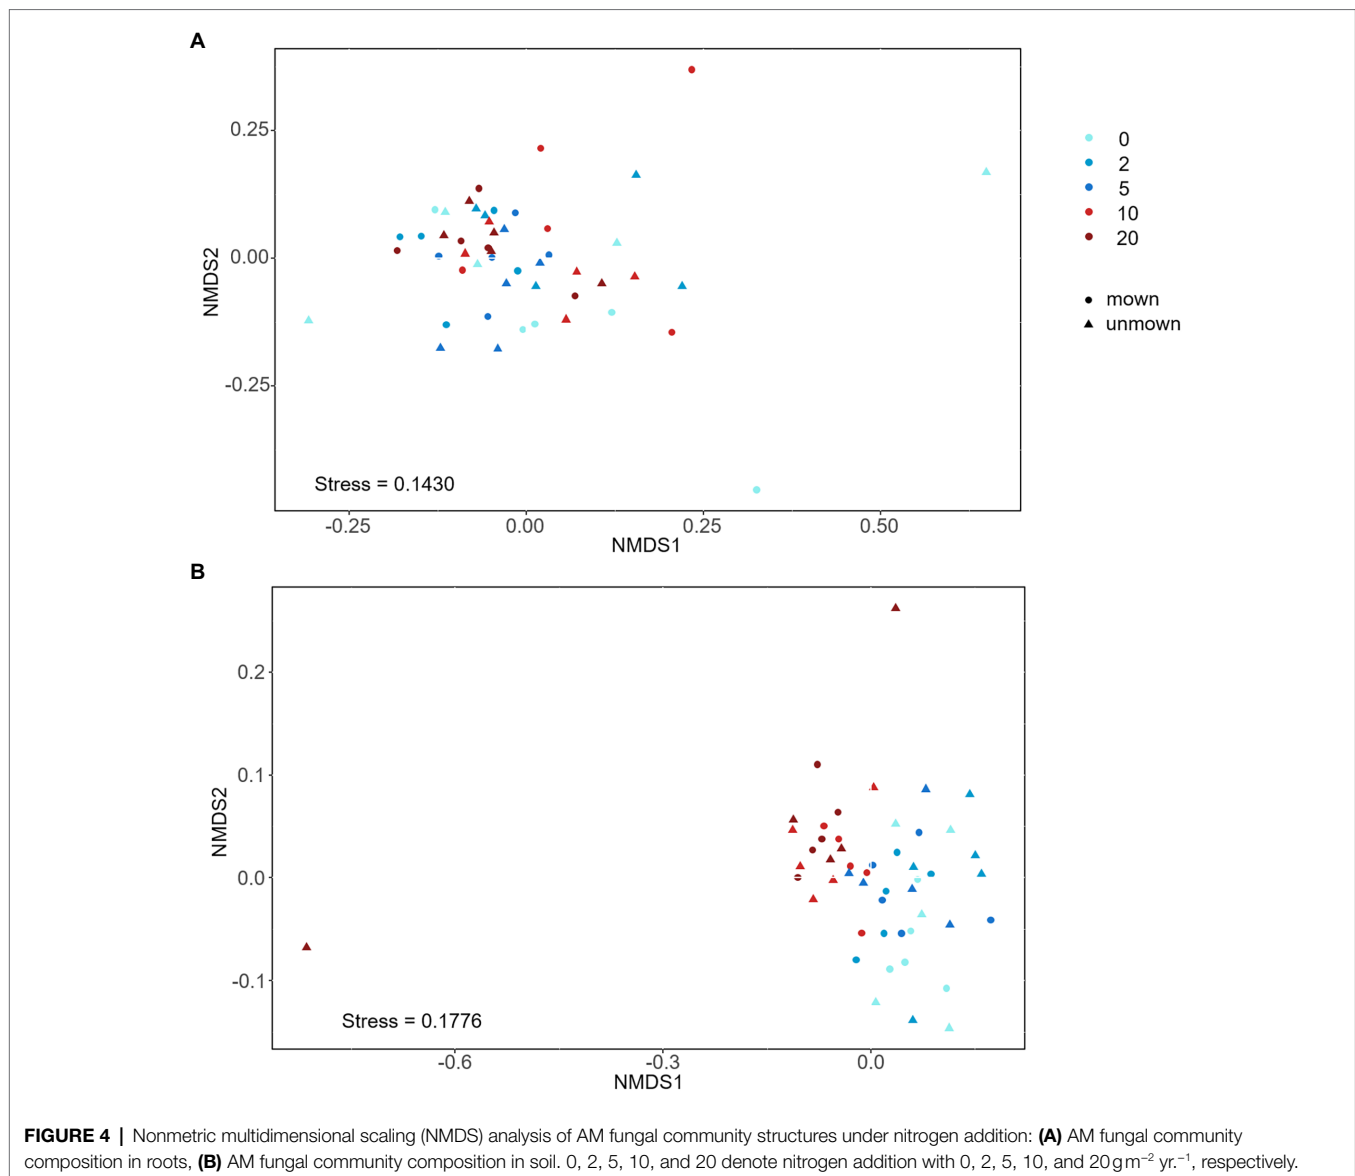 A
0.25
0.00
-0.25
NMDS2
Stress = 0.1430
-0.25 0.00 0.25 0.50
NMDS1
0
2
5
10
20
mown
unmown
B
0.2
0.1
0.0
-0.1
NMDS2
Stress = 0.1776
-0.6 -0.3 0.0
NMDS1
FIGURE 4 | Nonmetric multidimensional scaling (NMDS) analysis of AM fungal community structures under nitrogen addition: (A) AM fungal community
composition in roots, (B) AM fungal community composition in soil. 0, 2, 5, 10, and 20 denote nitrogen addition with 0, 2, 5, 10, and 20 g m⁻² yr.⁻¹, respectively.